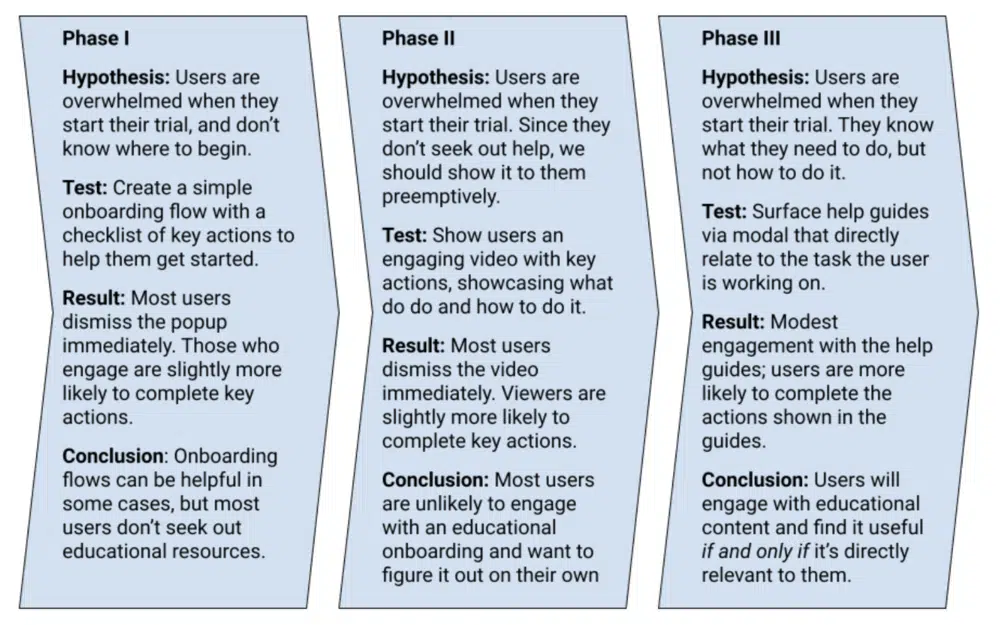 Phase I
Hypothesis: Users are
overwhelmed when they
start their trial, and don't
know where to begin.
Test: Create a simple
onboarding flow with a
checklist of key actions to
help them get started.
Result: Most users
dismiss the popup
immediately. Those who
engage are slightly more
likely to complete key
actions.
Conclusion: Onboarding
flows can be helpful in
some cases, but most
users don't seek out
educational resources.
Phase II
Hypothesis: Users are
overwhelmed when they
start their trial. Since they
don't seek out help, we
should show it to them
preemptively.
Test: Show users an
engaging video with key
actions, showcasing what
do do and how to do it.
Result: Most users
dismiss the video
immediately. Viewers are
slightly more likely to
complete key actions.
Conclusion: Most users
are unlikely to engage
with an educational
onboarding and want to
figure it out on their own
Phase III
Hypothesis: Users are
overwhelmed when they
start their trial. They know
what they need to do, but
not how to do it.
Test: Surface help guides
via modal that directly
relate to the task the user
is working on.
Result: Modest
engagement with the help
guides; users are more
likely to complete the
actions shown in the
guides.
Conclusion: Users will
engage with educational
content and find it useful
if and only if it's directly
relevant to them.